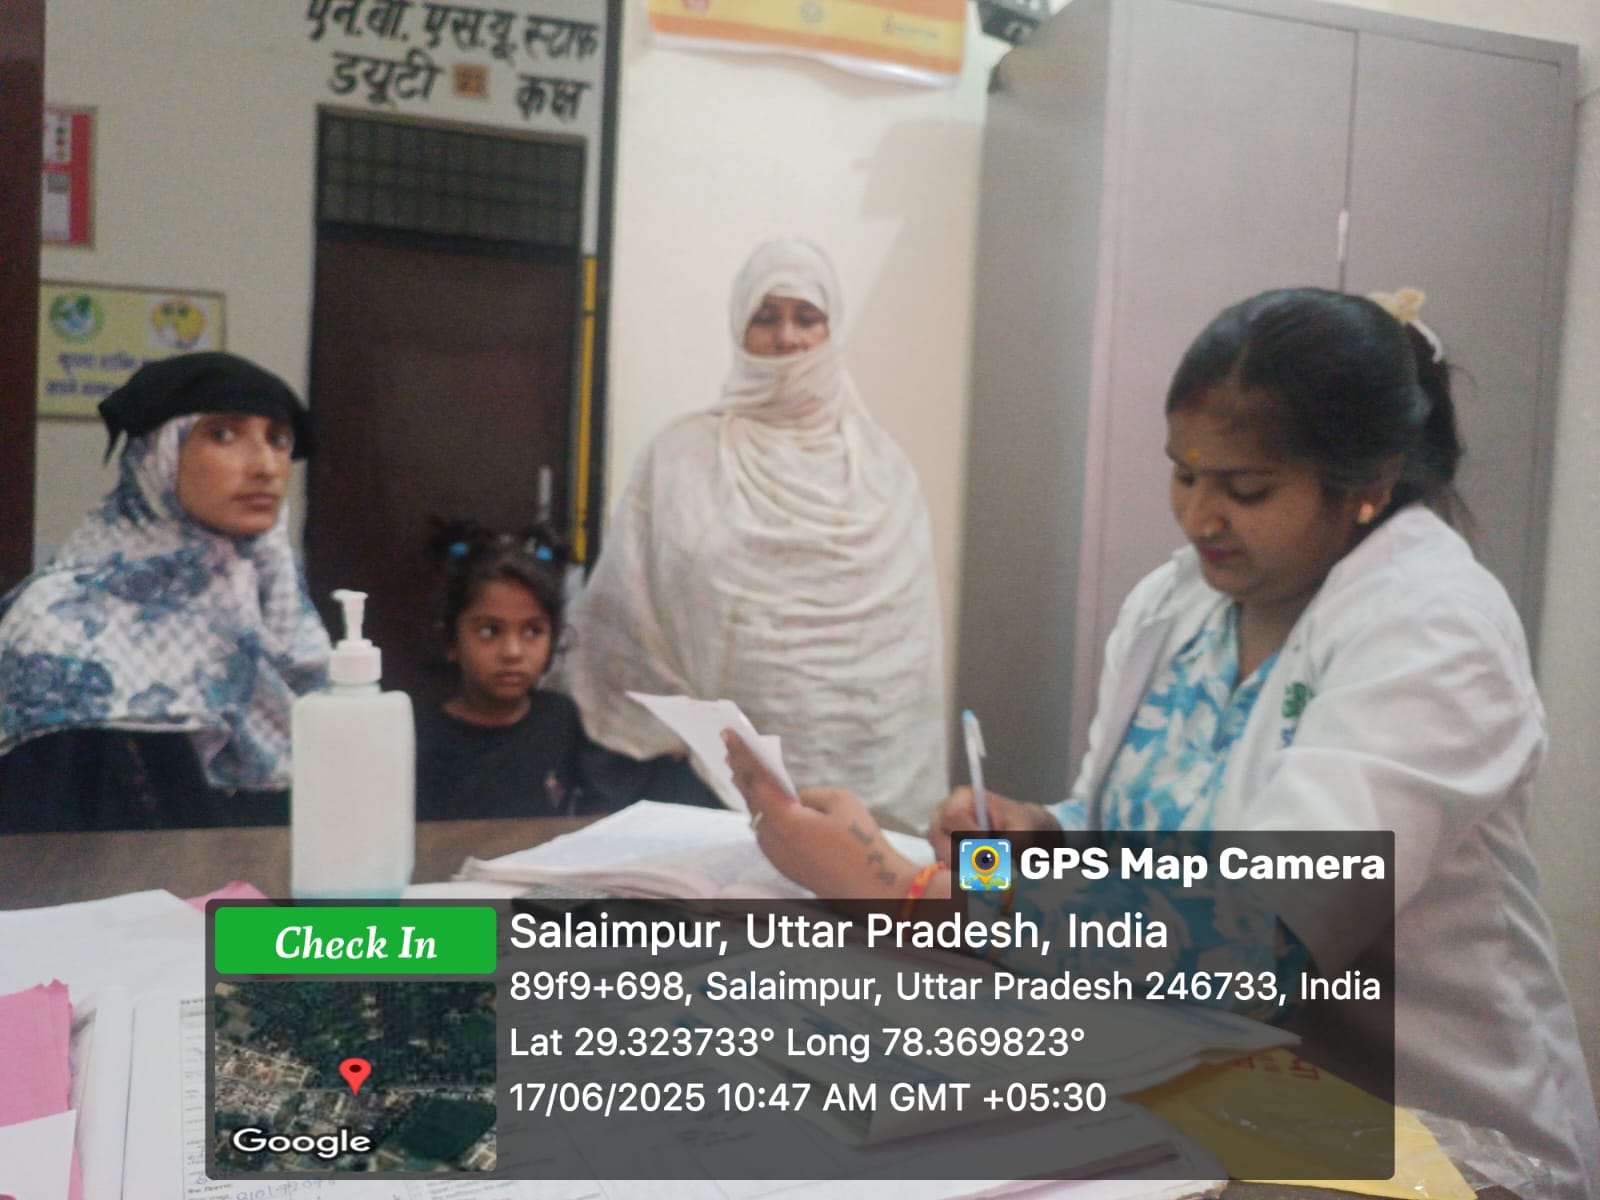 एन.बी.एस.यू.स्टाफ
डयूटी कक्ष
GPS Map Camera
Check In
Salaimpur, Uttar Pradesh, India
89f9+698, Salaimpur, Uttar Pradesh 246733, India
Lat 29.323733° Long 78.369823°
17/06/2025 10:47 AM GMT +05:30
Google